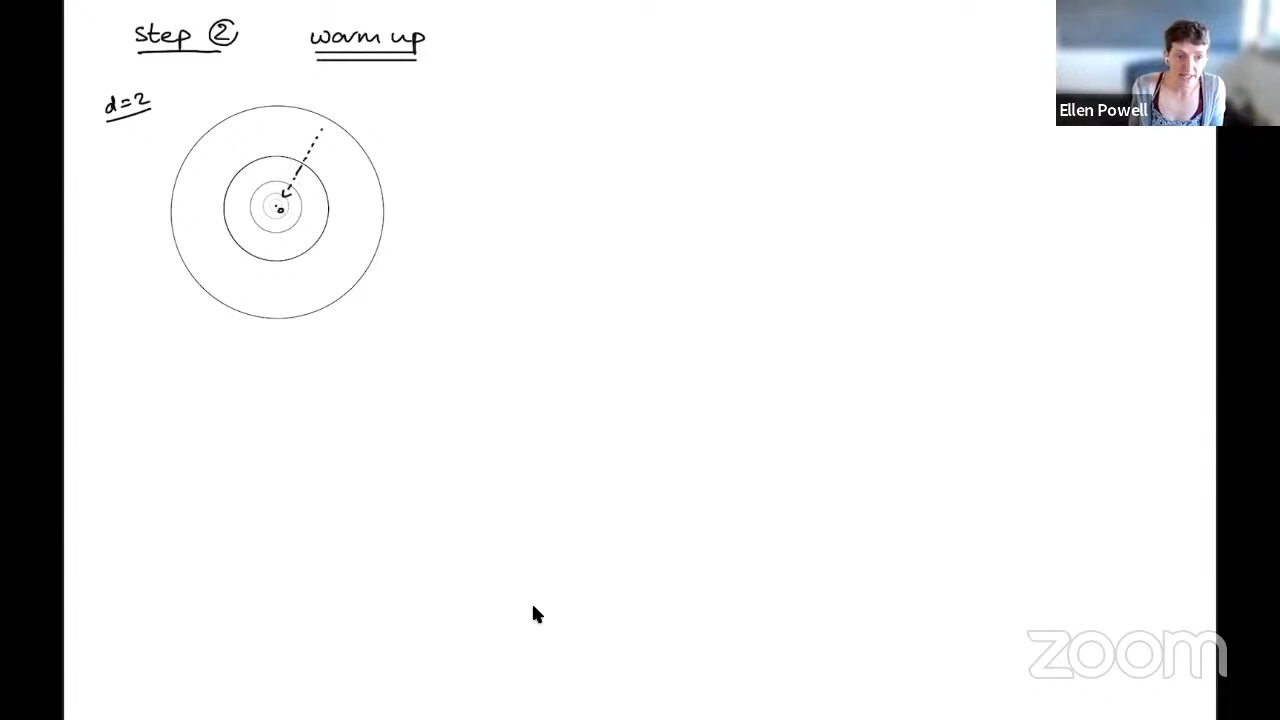 Step ② warm up
d=2
o
Ellen Powell
zoom